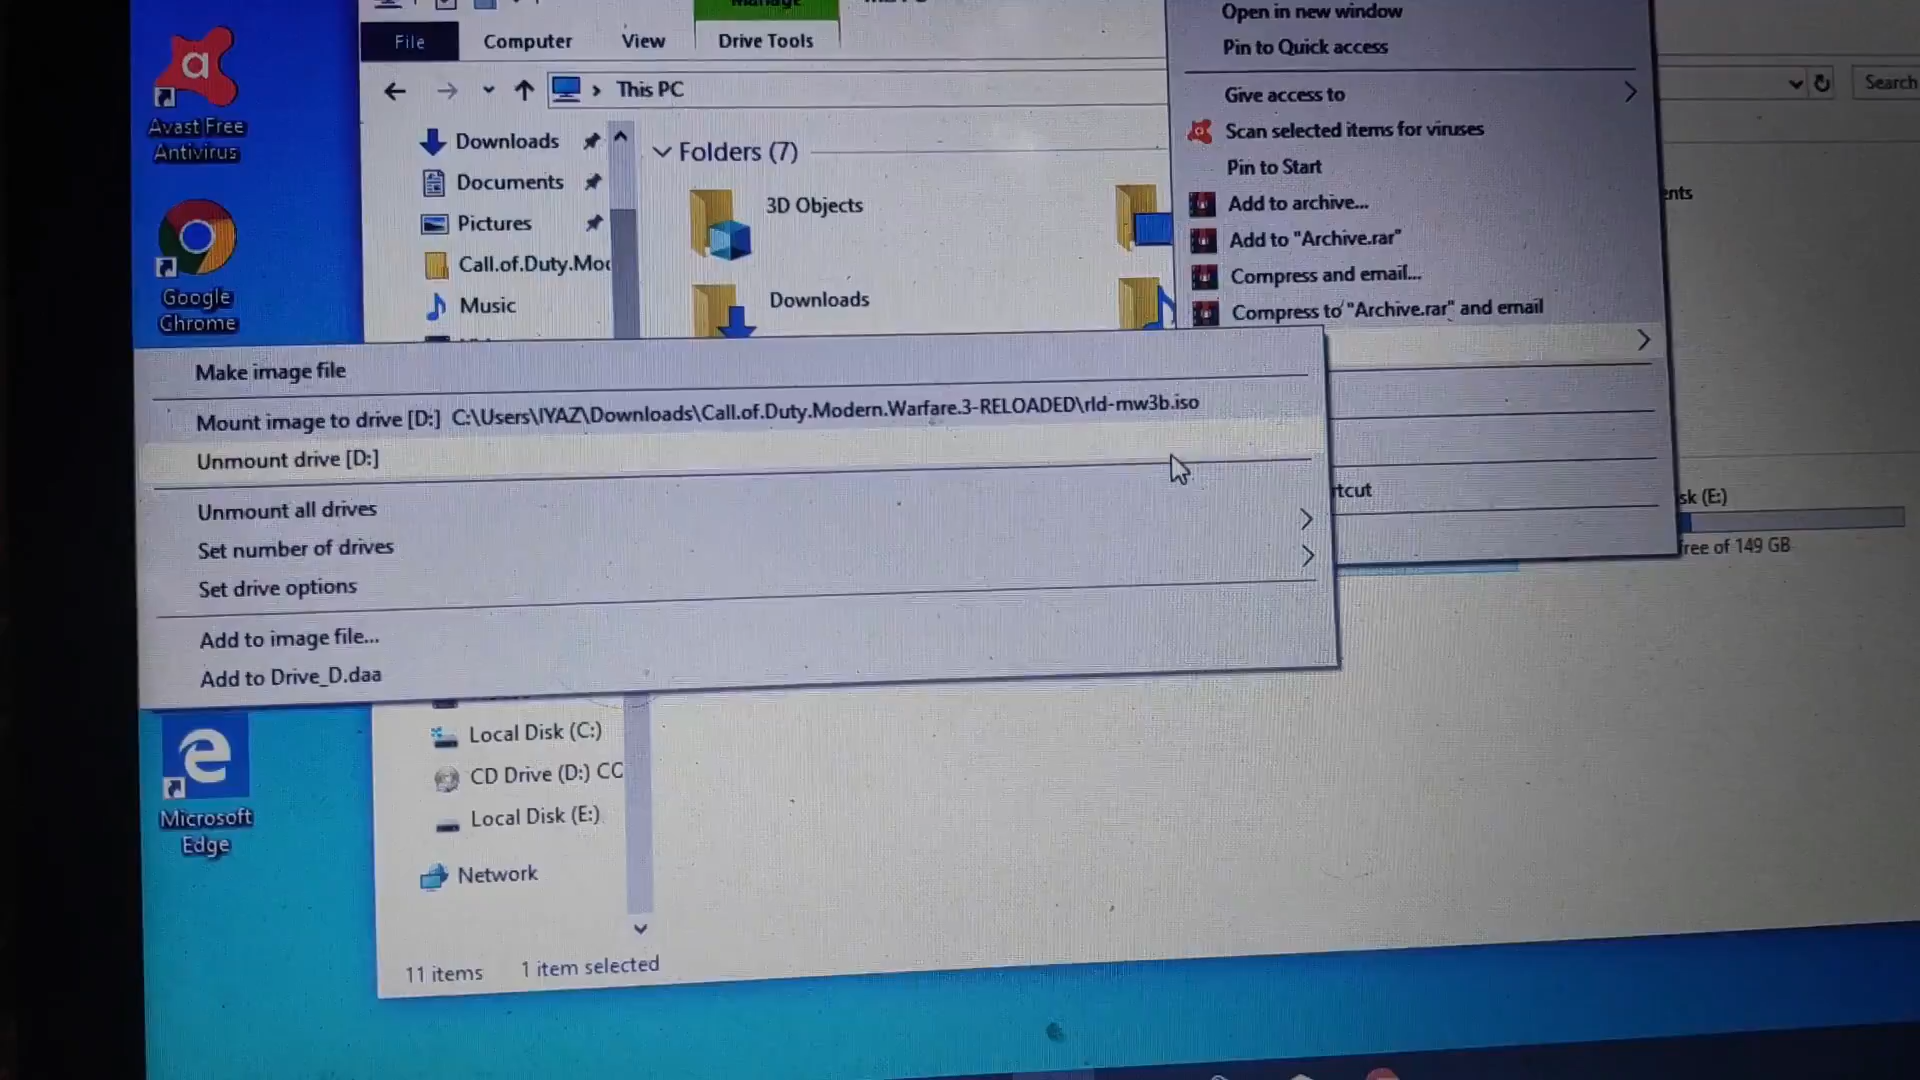 Avast Free
Antivirus
Google
Chrome
Microsoft
Edge
File
Computer
View
Manage
Drive Tools
This PC
Search
Downloads
Documents
Pictures
Call.of.Duty.Mod
Music
Folders (7)
3D Objects
Downloads
Open in new window
Pin to Quick access
Give access to
Scan selected items for viruses
Pin to Start
Add to archive...
Add to "Archive.rar"
Compress and email...
Compress to "Archive.rar" and email
ents
rtcut
sk (E:)
free of 149 GB
Make image file
Mount image to drive [D:] C:\Users\IYAZ\Downloads\Call.of.Duty.Modern.Warfare.3-RELOADED\rld-mw3b.iso
Unmount drive [D:]
Unmount all drives
Set number of drives
Set drive options
Add to image file...
Add to Drive_D.daa
Local Disk (C:)
CD Drive (D:) CO
Local Disk (E:)
Network
11 items
1 item selected